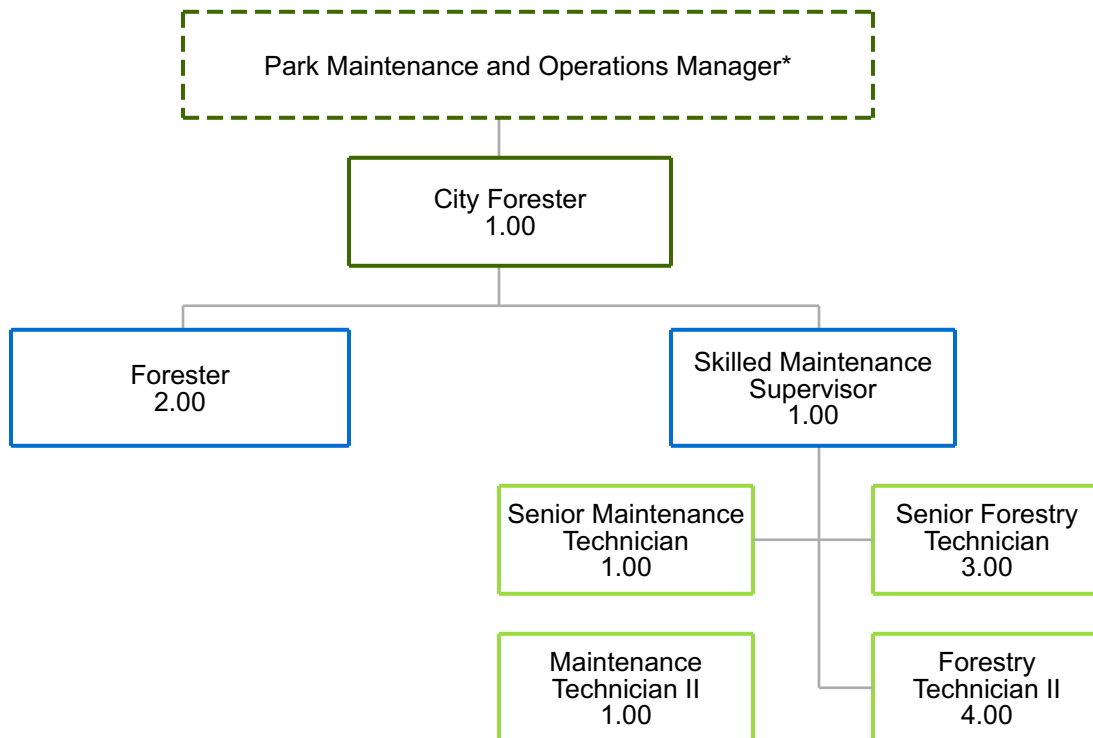 Park Maintenance and Operations Manager*
City Forester
1.00
Forester
2.00
Skilled Maintenance
Supervisor
1.00
Senior Maintenance
Technician
1.00
Senior Forestry
Technician
3.00
Maintenance
Technician II
1.00
Forestry
Technician II
4.00